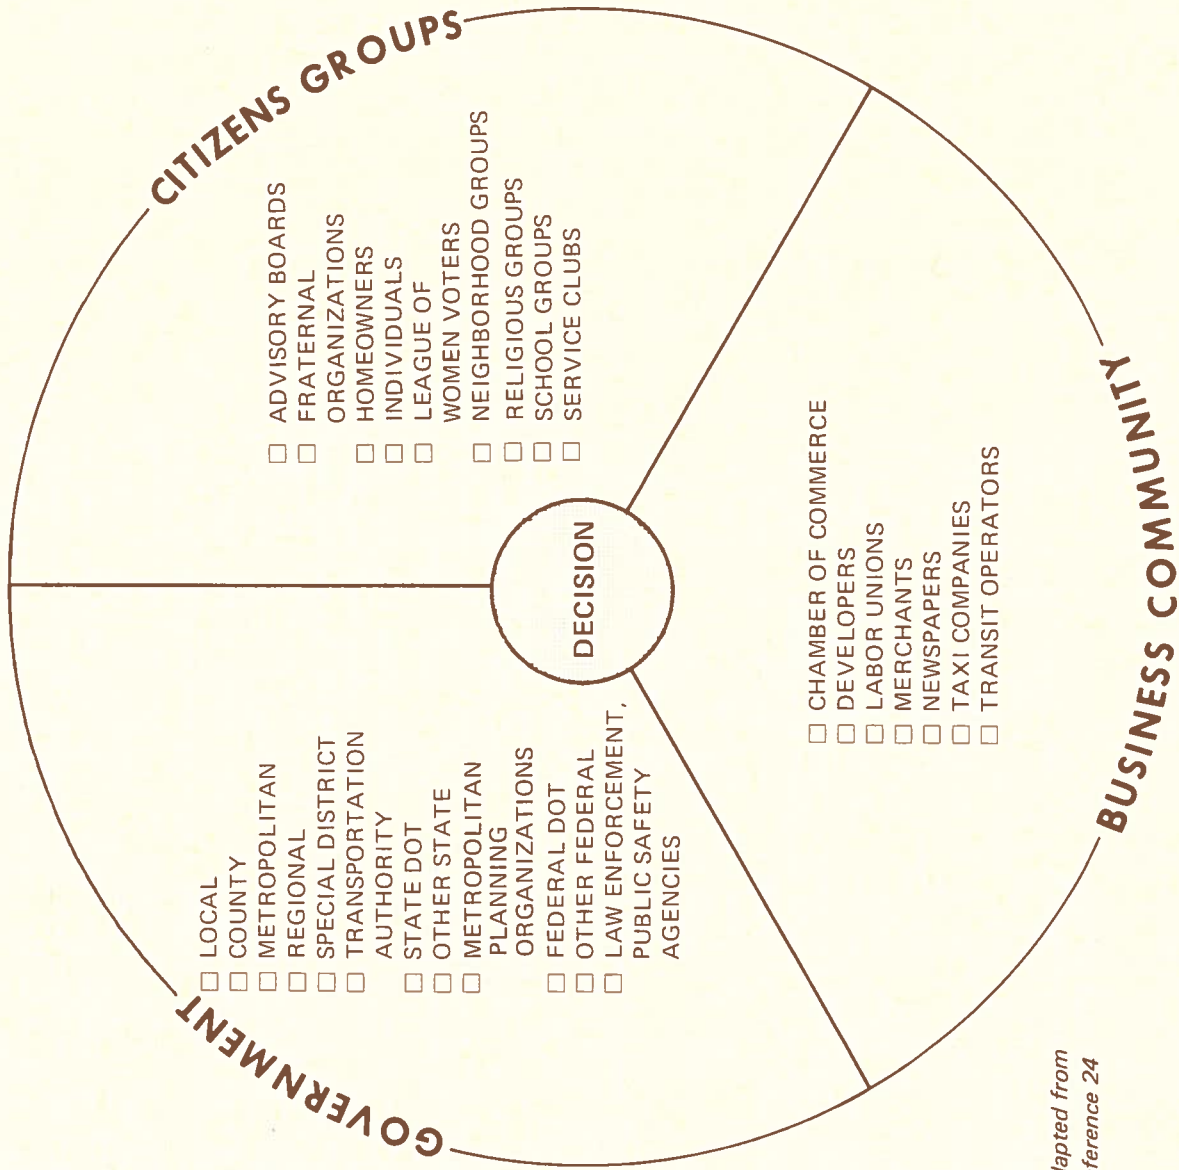 GOVERNMENT
□ LOCAL
□ COUNTY
□ METROPOLITAN
□ REGIONAL
□ SPECIAL DISTRICT
□ TRANSPORTATION
AUTHORITY
□ STATE DOT
□ OTHER STATE
□ METROPOLITAN
PLANNING
ORGANIZATIONS
□ FEDERAL DOT
□ OTHER FEDERAL
□ LAW ENFORCEMENT,
PUBLIC SAFETY
AGENCIES
CITIZENS GROUPS
□ ADVISORY BOARDS
□ FRATERNAL
ORGANIZATIONS
□ HOMEOWNERS
□ INDIVIDUALS
□ LEAGUE OF
WOMEN VOTERS
□ NEIGHBORHOOD GROUPS
□ RELIGIOUS GROUPS
□ SCHOOL GROUPS
□ SERVICE CLUBS
DECISION
□ CHAMBER OF COMMERCE
□ DEVELOPERS
□ LABOR UNIONS
□ MERCHANTS
□ NEWSPAPERS
□ TAXI COMPANIES
□ TRANSIT OPERATORS
BUSINESS COMMUNITY
dapted from
ference 24